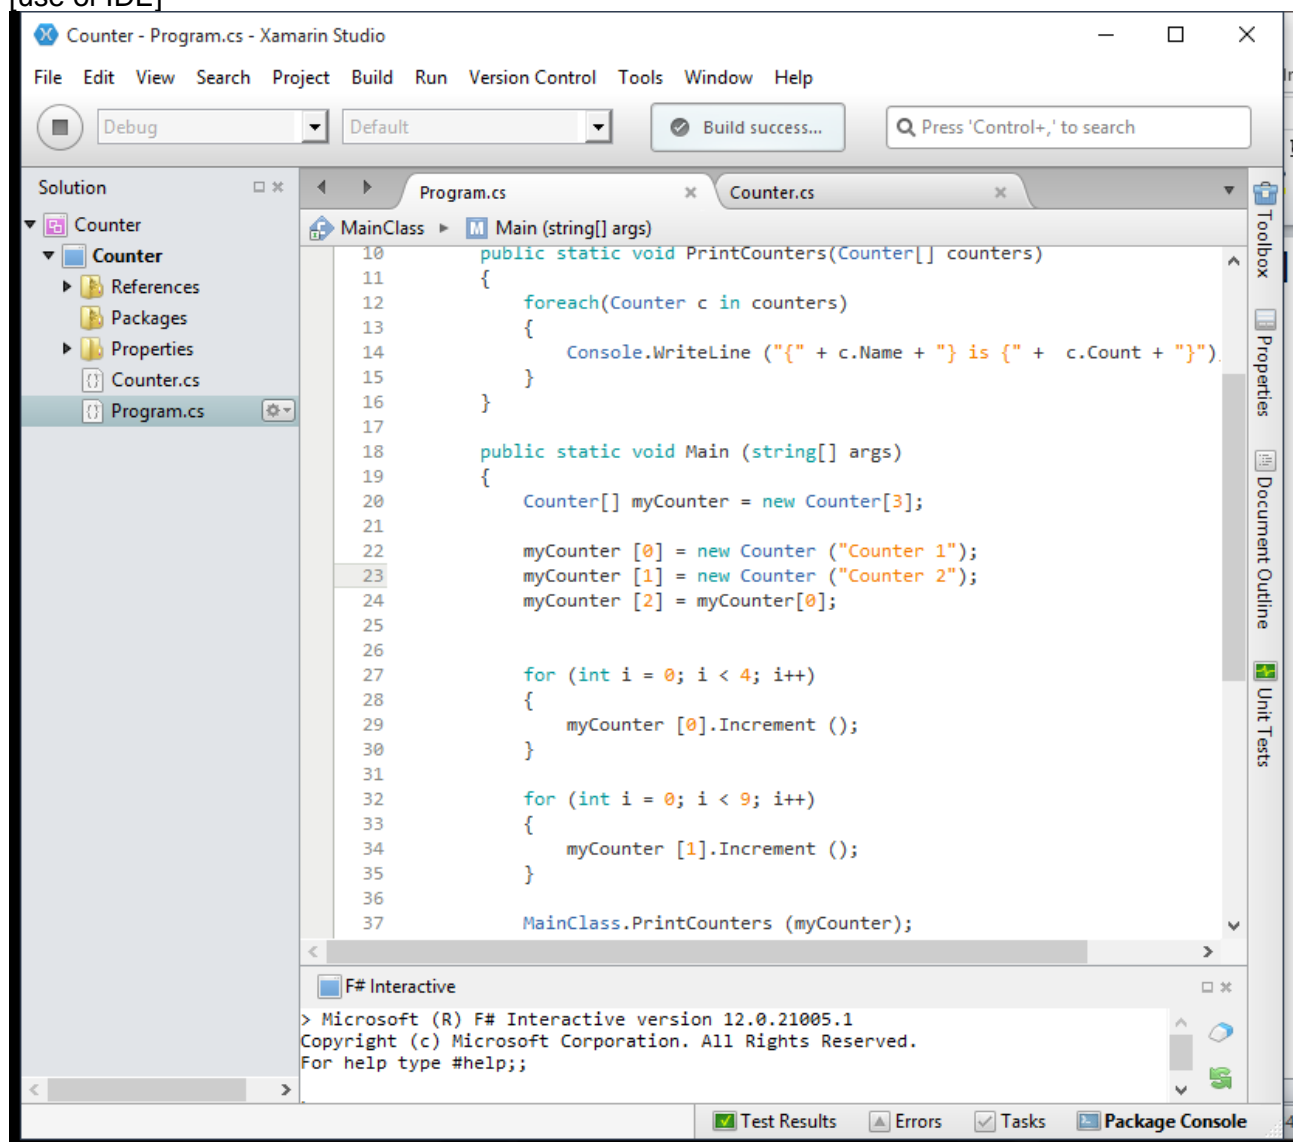 [use of IDE]
Counter - Program.cs - Xamarin Studio
File Edit View Search Project Build Run Version Control Tools Window Help
Debug Default Build success... Press 'Control+,' to search
Solution
Counter
Counter
References
Packages
Properties
Counter.cs
Program.cs
Program.cs Counter.cs
MainClass Main (string[] args)
10 public static void PrintCounters(Counter[] counters)
11 {
12 foreach(Counter c in counters)
13 {
14 Console.WriteLine ("{" + c.Name + "} is {" + c.Count + "}")
15 }
16 }
17
18 public static void Main (string[] args)
19 {
20 Counter[] myCounter = new Counter[3];
21
22 myCounter [0] = new Counter ("Counter 1");
23 myCounter [1] = new Counter ("Counter 2");
24 myCounter [2] = myCounter[0];
25
26
27 for (int i = 0; i < 4; i++)
28 {
29 myCounter [0].Increment ();
30 }
31
32 for (int i = 0; i < 9; i++)
33 {
34 myCounter [1].Increment ();
35 }
36
37 MainClass.PrintCounters (myCounter);
F# Interactive
> Microsoft (R) F# Interactive version 12.0.21005.1
Copyright (c) Microsoft Corporation. All Rights Reserved.
For help type #help;;
Toolbox
Properties
Document Outline
Unit Tests
Test Results Errors Tasks Package Console